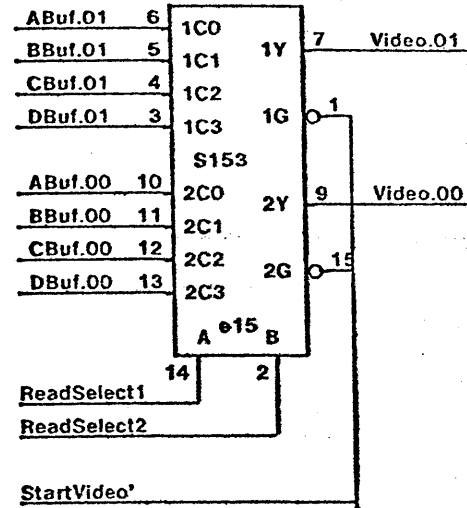 ABuf.01 6 1C0
BBuf.01 5 1C1 1Y 7 Video.01
CBuf.01 4 1C2
DBuf.01 3 1C3 1G 1
S153
ABuf.00 10 2C0
BBuf.00 11 2C1 2Y 9 Video.00
CBuf.00 12 2C2
DBuf.00 13 2C3 2G 15
A e15 B
14 2
ReadSelect1
ReadSelect2
StartVideo'